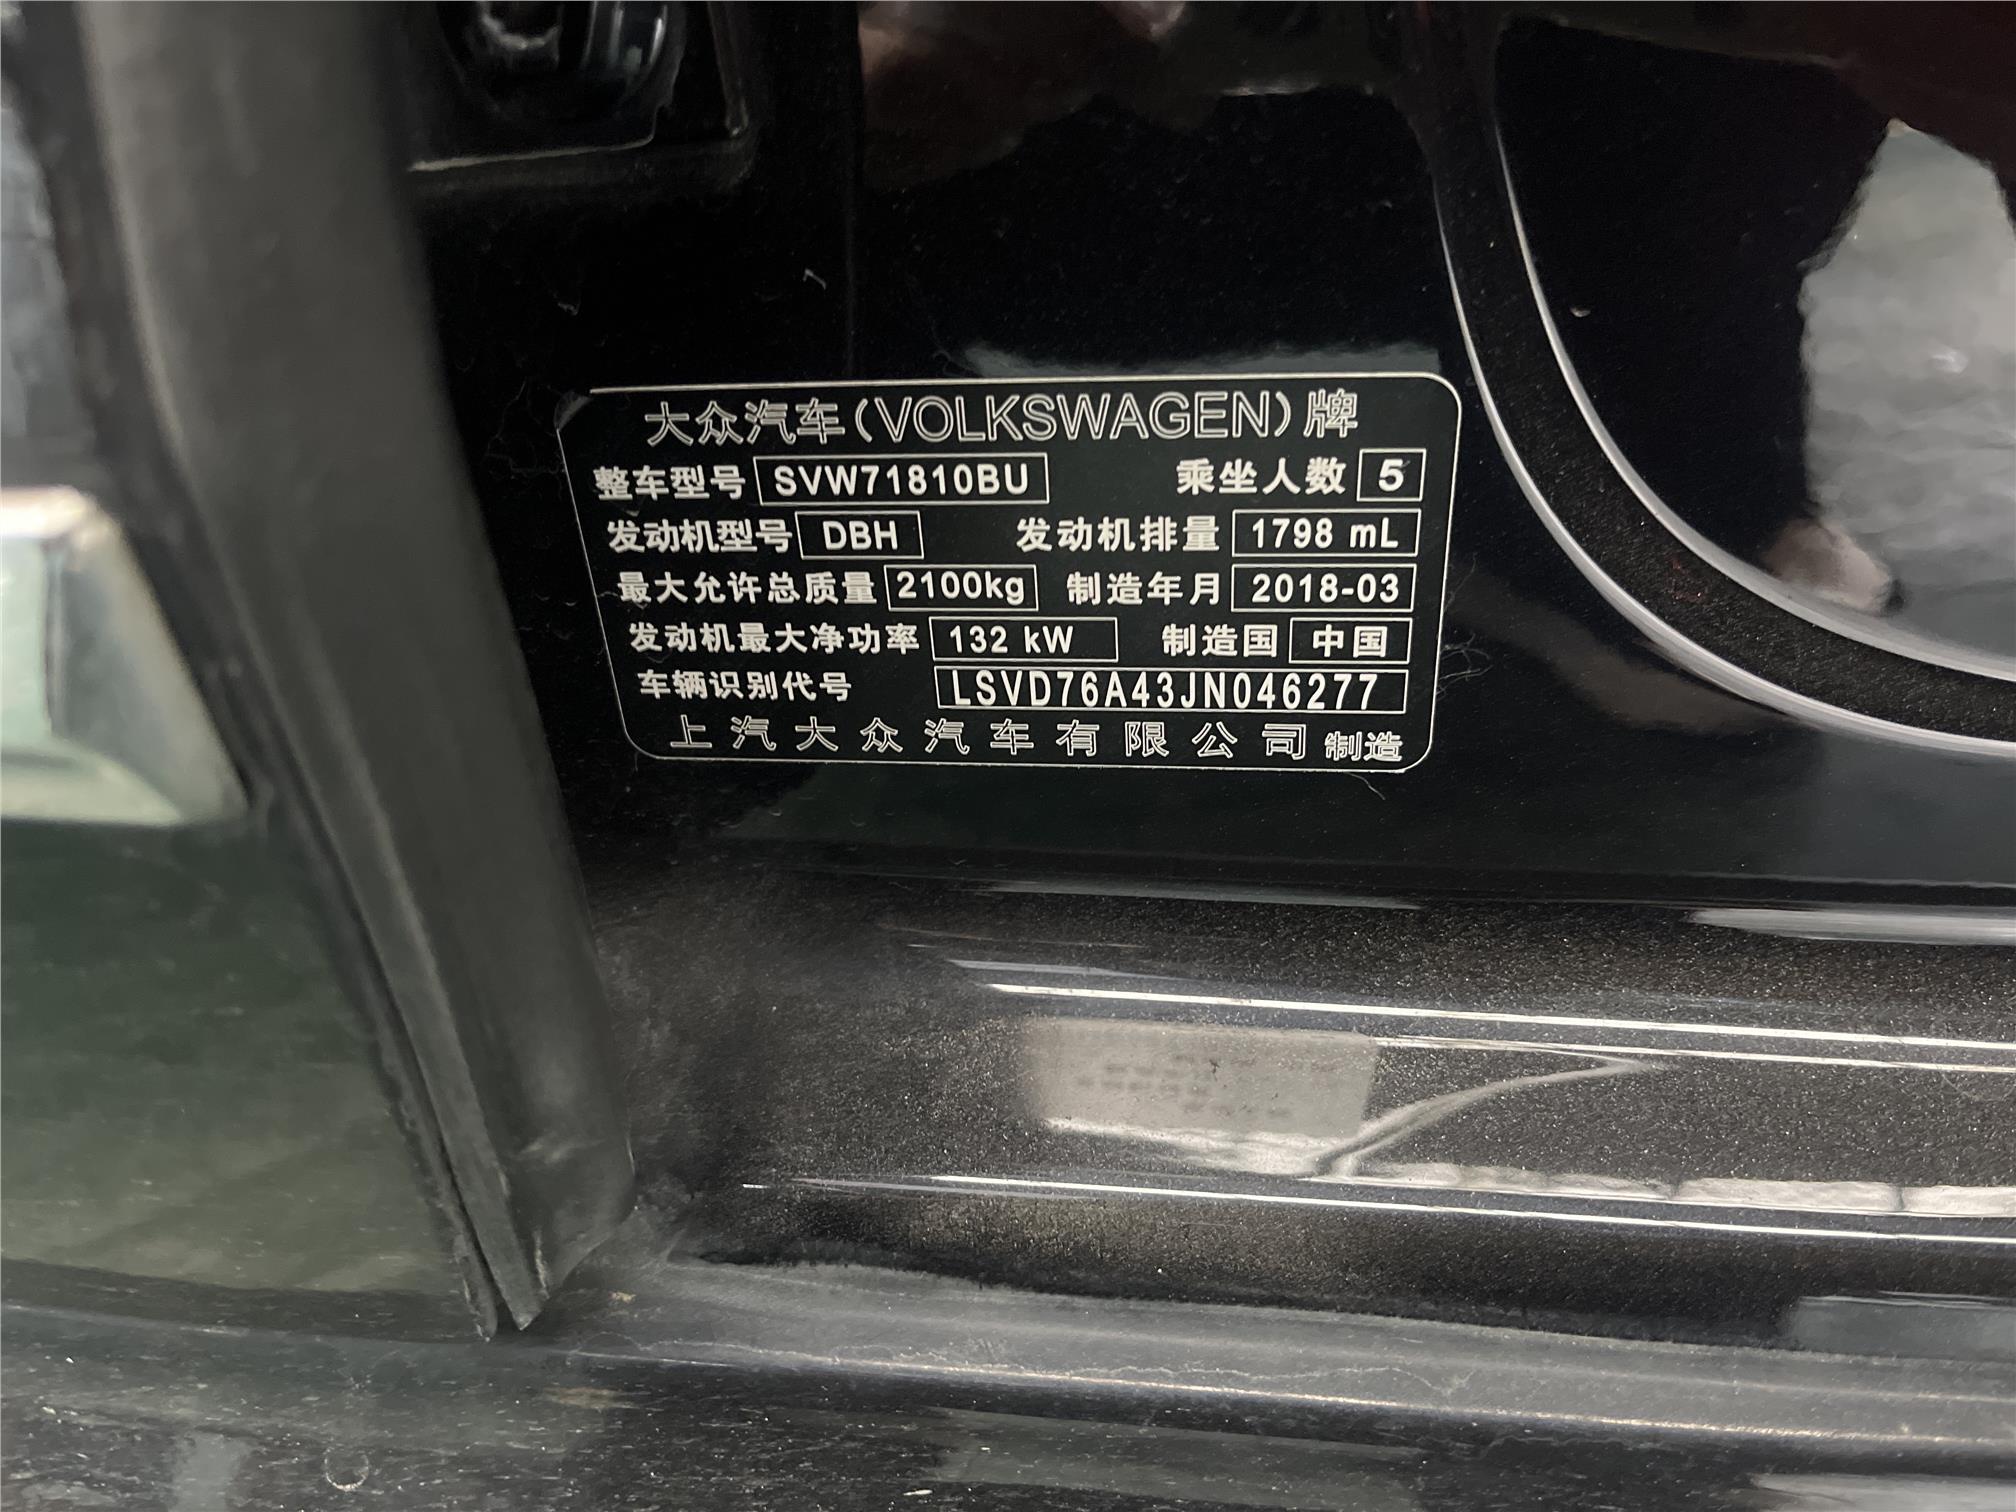 大众汽车(VOLKSWAGEN)牌
整车型号 SVW71810BU 乘坐人数 5
发动机型号 DBH 发动机排量 1798 mL
最大允许总质量 2100kg 制造年月 2018-03
发动机最大净功率 132 kW 制造国 中国
车辆识别代号 LSVD76A43JN046277
上汽大众汽车有限公司 制造